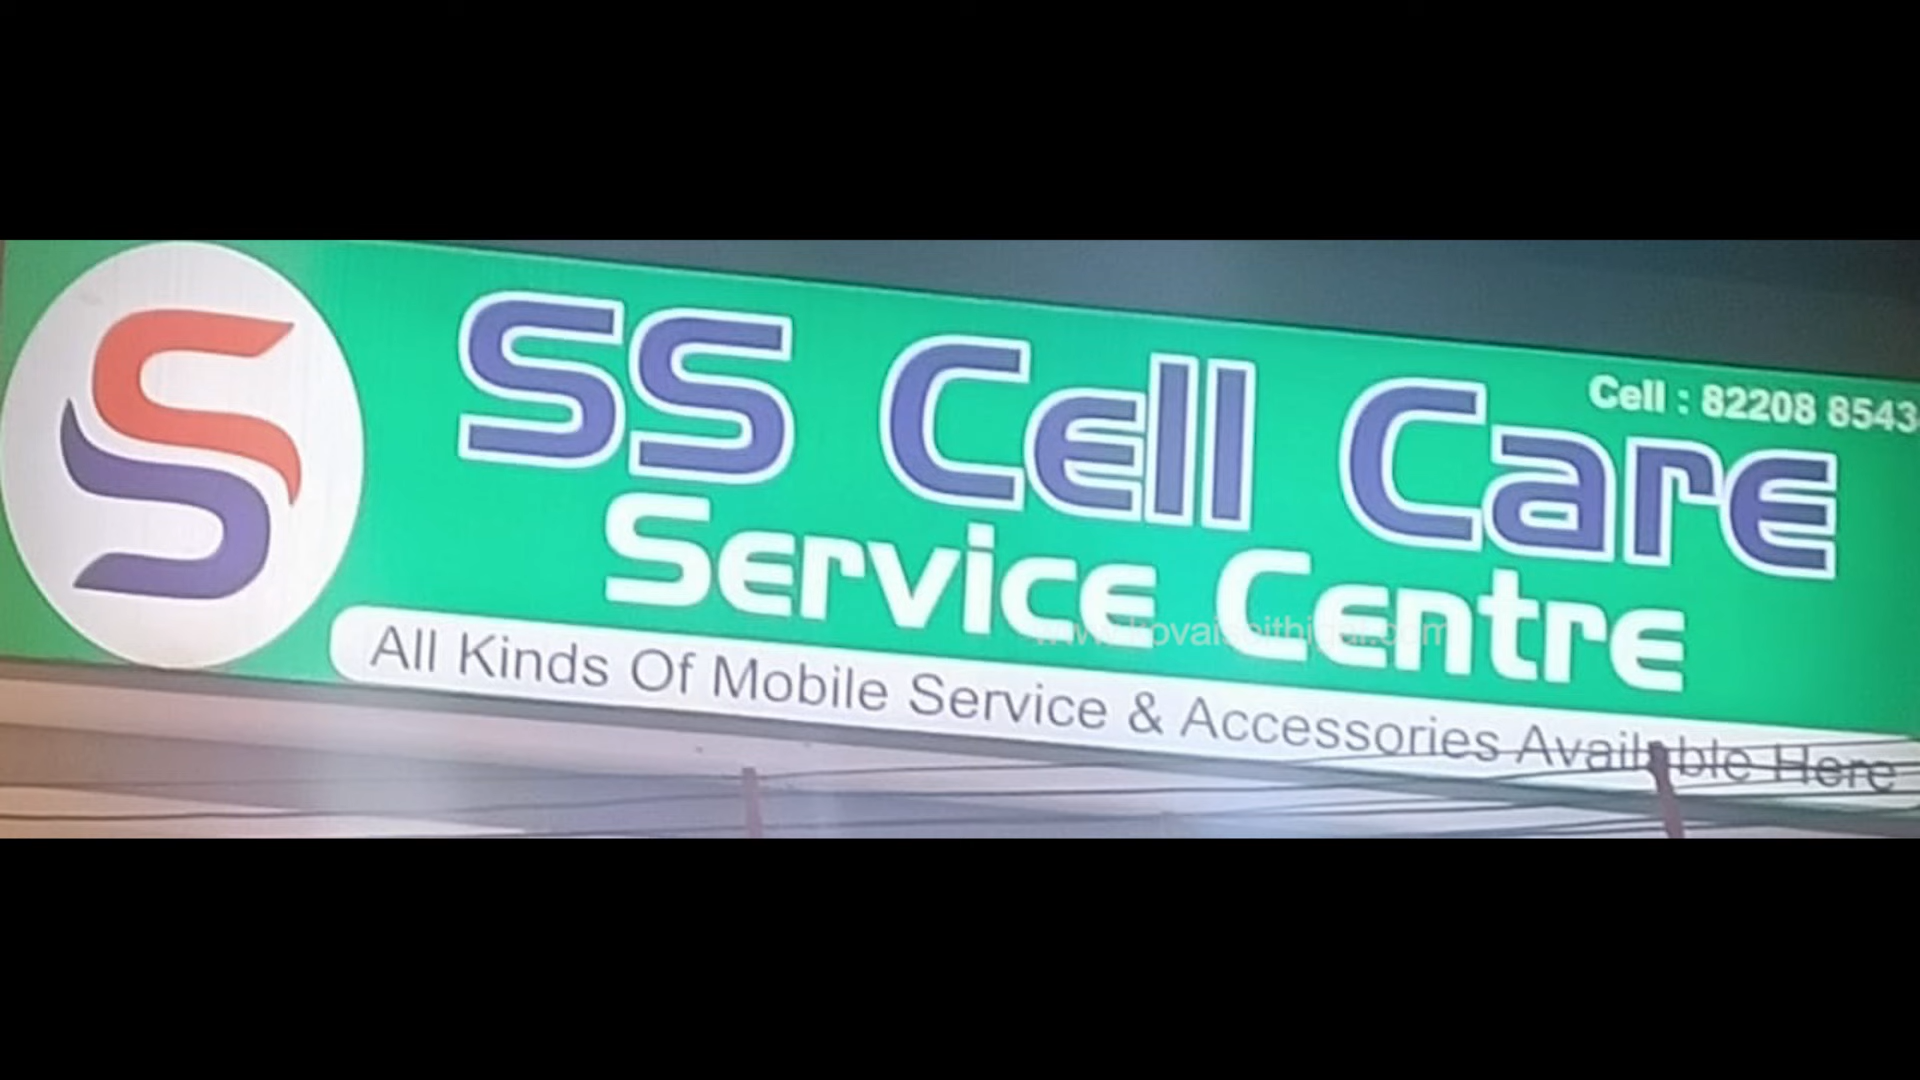 SS Cell Care
Cell : 82208 8543
Service Centre
All Kinds Of Mobile Service & Accessories Available Here